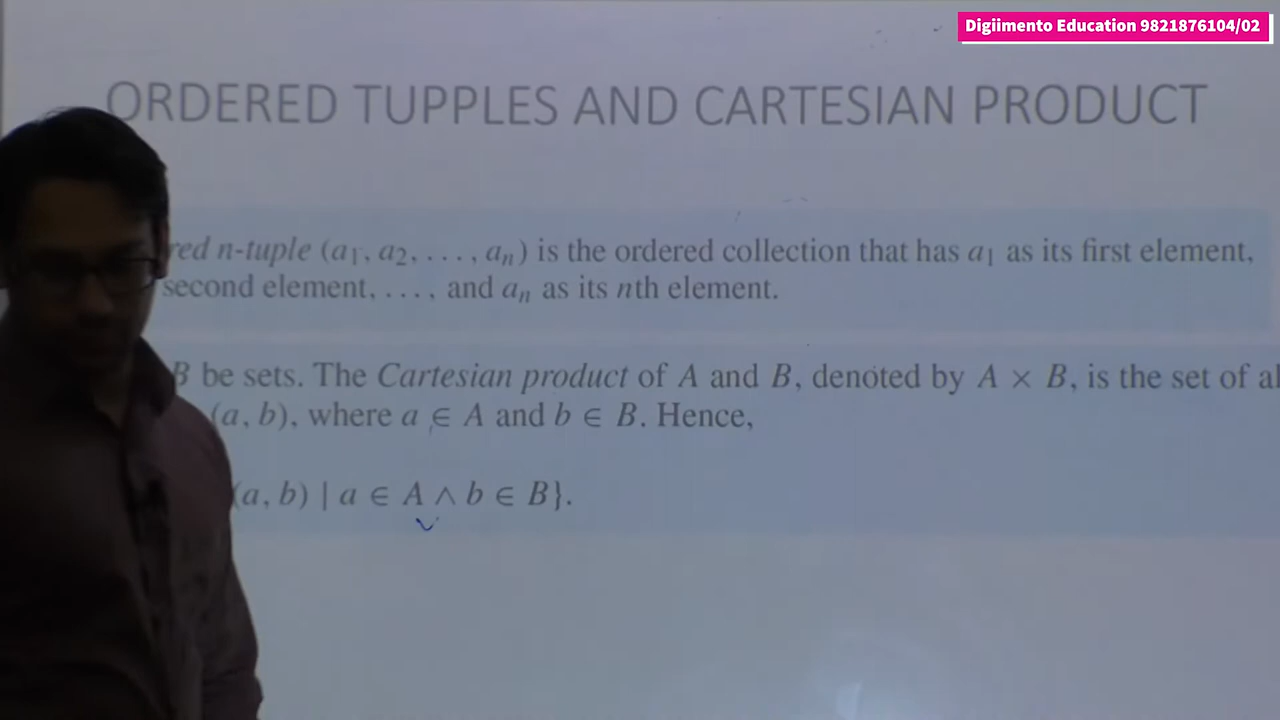 Digiimento Education 9821876104/02
ORDERED TUPPLES AND CARTESIAN PRODUCT
red n-tuple (a₁, a₂, . . . , aₙ) is the ordered collection that has a₁ as its first element,
second element, . . . , and aₙ as its nth element.
B be sets. The Cartesian product of A and B, denoted by A × B, is the set of al
(a, b), where a ∈ A and b ∈ B. Hence,
(a, b) | a ∈ A ∧ b ∈ B}.